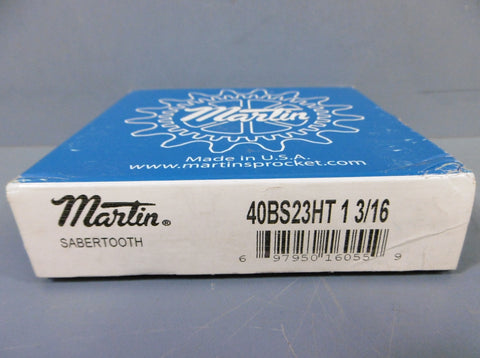 Martin
Made in U.S.A.
www.martinsprocket.com
Martin®
SABERTOOTH
40BS23HT 1 3/16
6 97950 16055 9